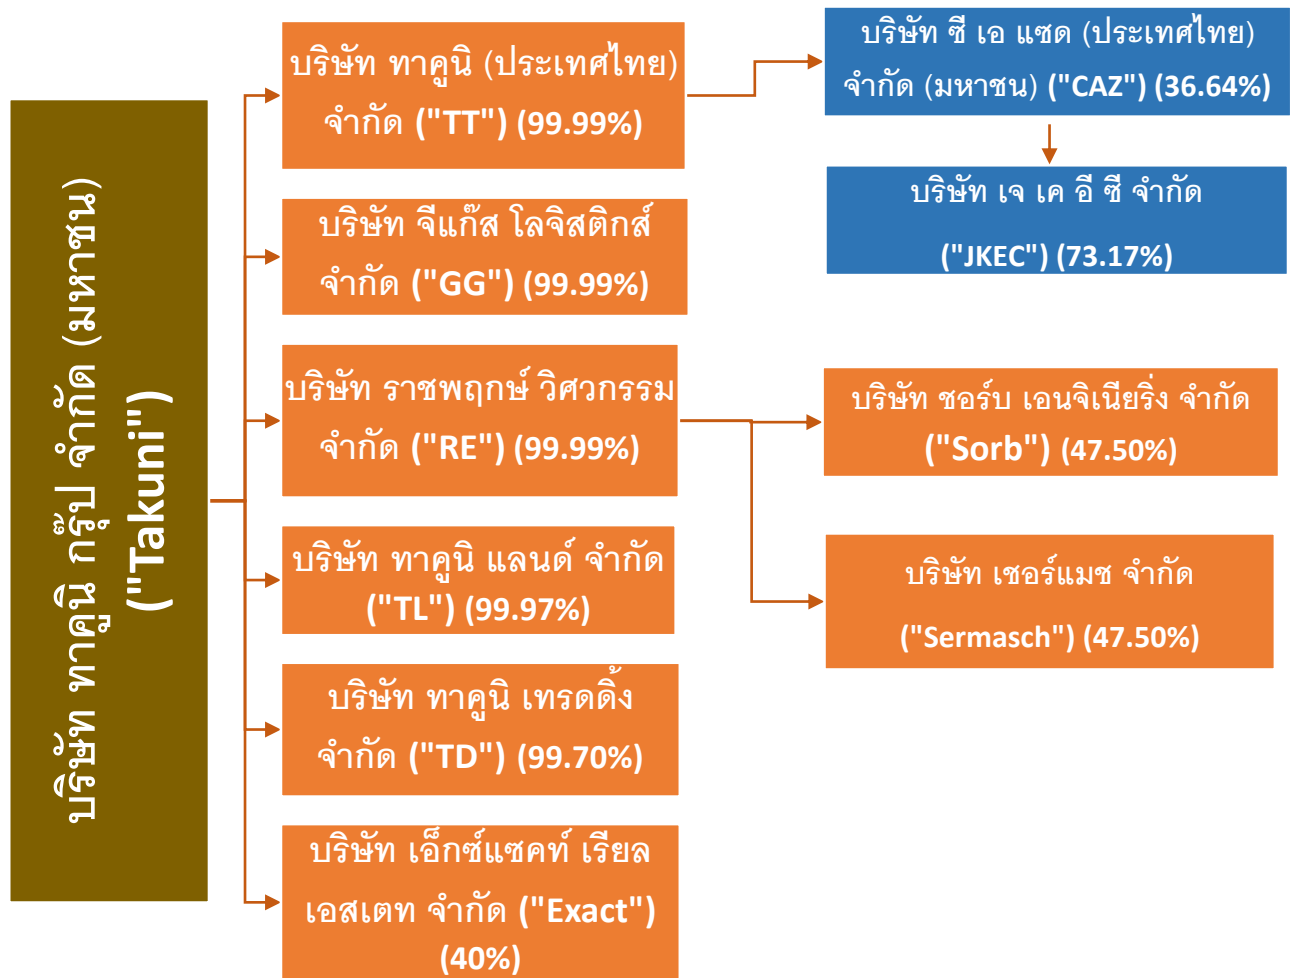 บริษัท ทาคูนิ กรุ๊ป จำกัด (มหาชน)
("Takuni")
บริษัท ทาคูนิ (ประเทศไทย)
จำกัด ("TT") (99.99%)
บริษัท ซี เอ แซด (ประเทศไทย)
จำกัด (มหาชน) ("CAZ") (36.64%)
บริษัท เจ เค อี ซี จำกัด
("JKEC") (73.17%)
บริษัท จีแก๊ส โลจิสติกส์
จำกัด ("GG") (99.99%)
บริษัท ราชพฤกษ์ วิศวกรรม
จำกัด ("RE") (99.99%)
บริษัท ซอร์บ เอนจิเนียริ่ง จำกัด
("Sorb") (47.50%)
บริษัท เซอร์แมช จำกัด
("Sermasch") (47.50%)
บริษัท ทาคูนิ แลนด์ จำกัด
("TL") (99.97%)
บริษัท ทาคูนิ เทรดดิ้ง
จำกัด ("TD") (99.70%)
บริษัท เอ็กซ์แซคท์ เรียล
เอสเตท จำกัด ("Exact")
(40%)